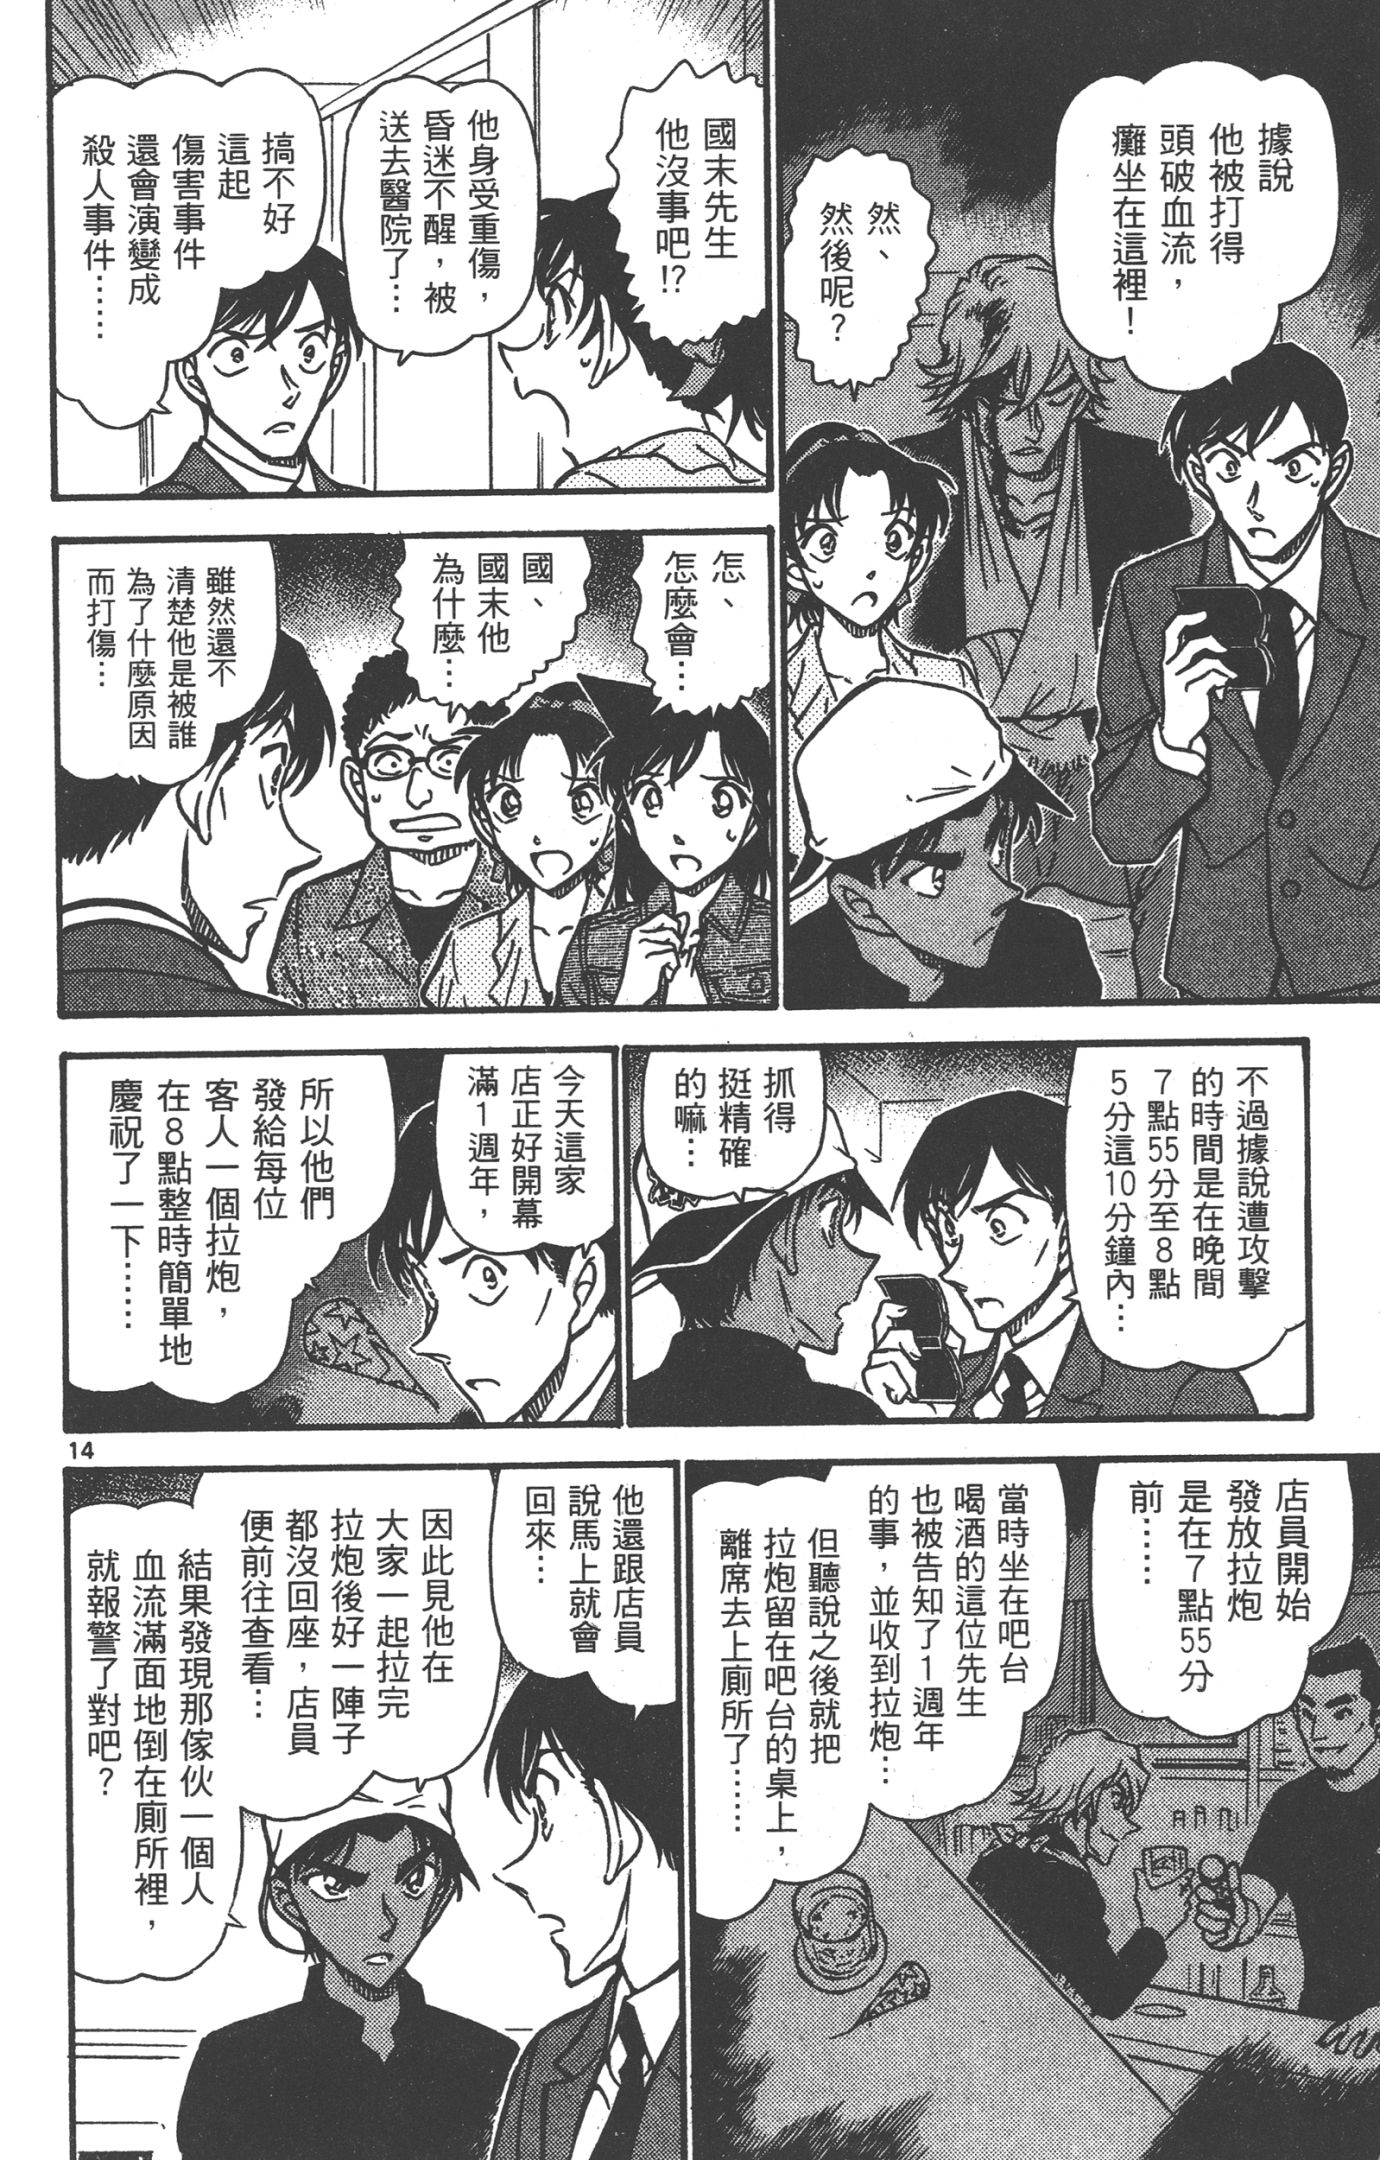 據說
他被打得
頭破血流，
癱坐在這裡！
然、
然後呢？
國末先生
他沒事吧!?
他身受重傷，
昏迷不醒，被
送去醫院了…
搞不好
這起
傷害事件
還會演變成
殺人事件……
怎、
怎麼會…
國、
國末他
為什麼…
雖然還不
清楚他是被誰
為了什麼原因
而打傷…
不過據說遭攻擊
的時間是在晚間
7點55分至8點
5分這10分鐘內…
抓得
挺精確
的嘛…
今天這家
店正好開幕
滿1週年，
所以他們
發給每位
客人一個拉炮，
在8點整時簡單地
慶祝了一下……
14
店員開始
發放拉炮
是在7點55分
前……
當時坐在吧台
喝酒的這位先生
也被告知了1週年
的事，並收到拉炮…
但聽說之後就把
拉炮留在吧台的桌上，
離席去上廁所了……
他還跟店員
說馬上就會
回來…
因此見他在
大家一起拉完
拉炮後好一陣子
都沒回座，店員
便前往查看…
結果發現那傢伙一個人
血流滿面地倒在廁所裡，
就報警了對吧？